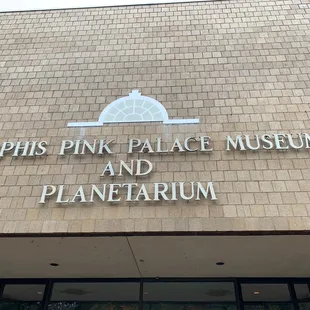 PHIS PINK PALACE MUSEUM
AND
PLANETARIUM